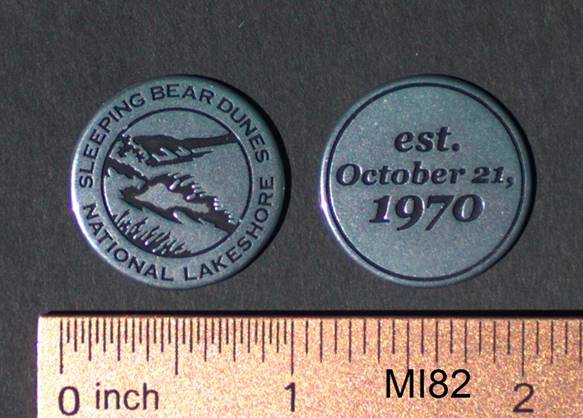 SLEEPING BEAR DUNES
NATIONAL LAKESHORE
est.
October 21,
1970
0 inch 1 2
MI82